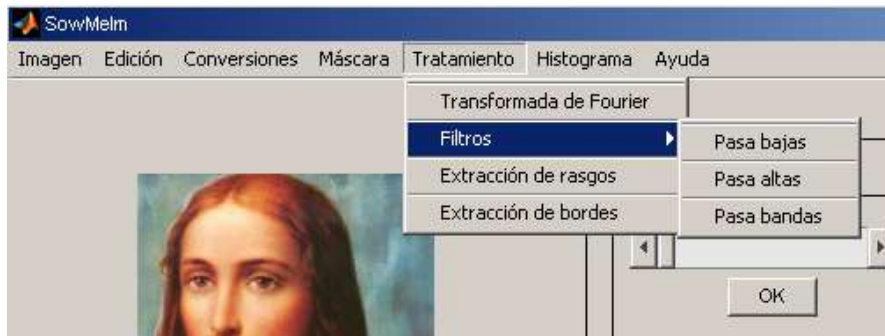 SowMelm
Imagen Edición Conversiones Máscara Tratamiento Histograma Ayuda
Transformada de Fourier
Filtros
Pasa bajas
Extracción de rasgos
Pasa altas
Extracción de bordes
Pasa bandas
OK